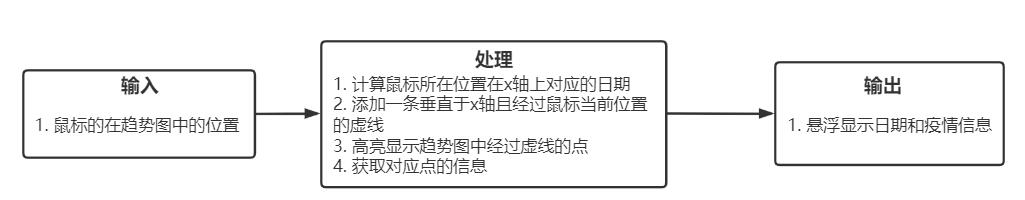 输入
1. 鼠标的在趋势图中的位置
处理
1. 计算鼠标所在位置在x轴上对应的日期
2. 添加一条垂直于x轴且经过鼠标当前位置
的虚线
3. 高亮显示趋势图中经过虚线的点
4. 获取对应点的信息
输出
1. 悬浮显示日期和疫情信息